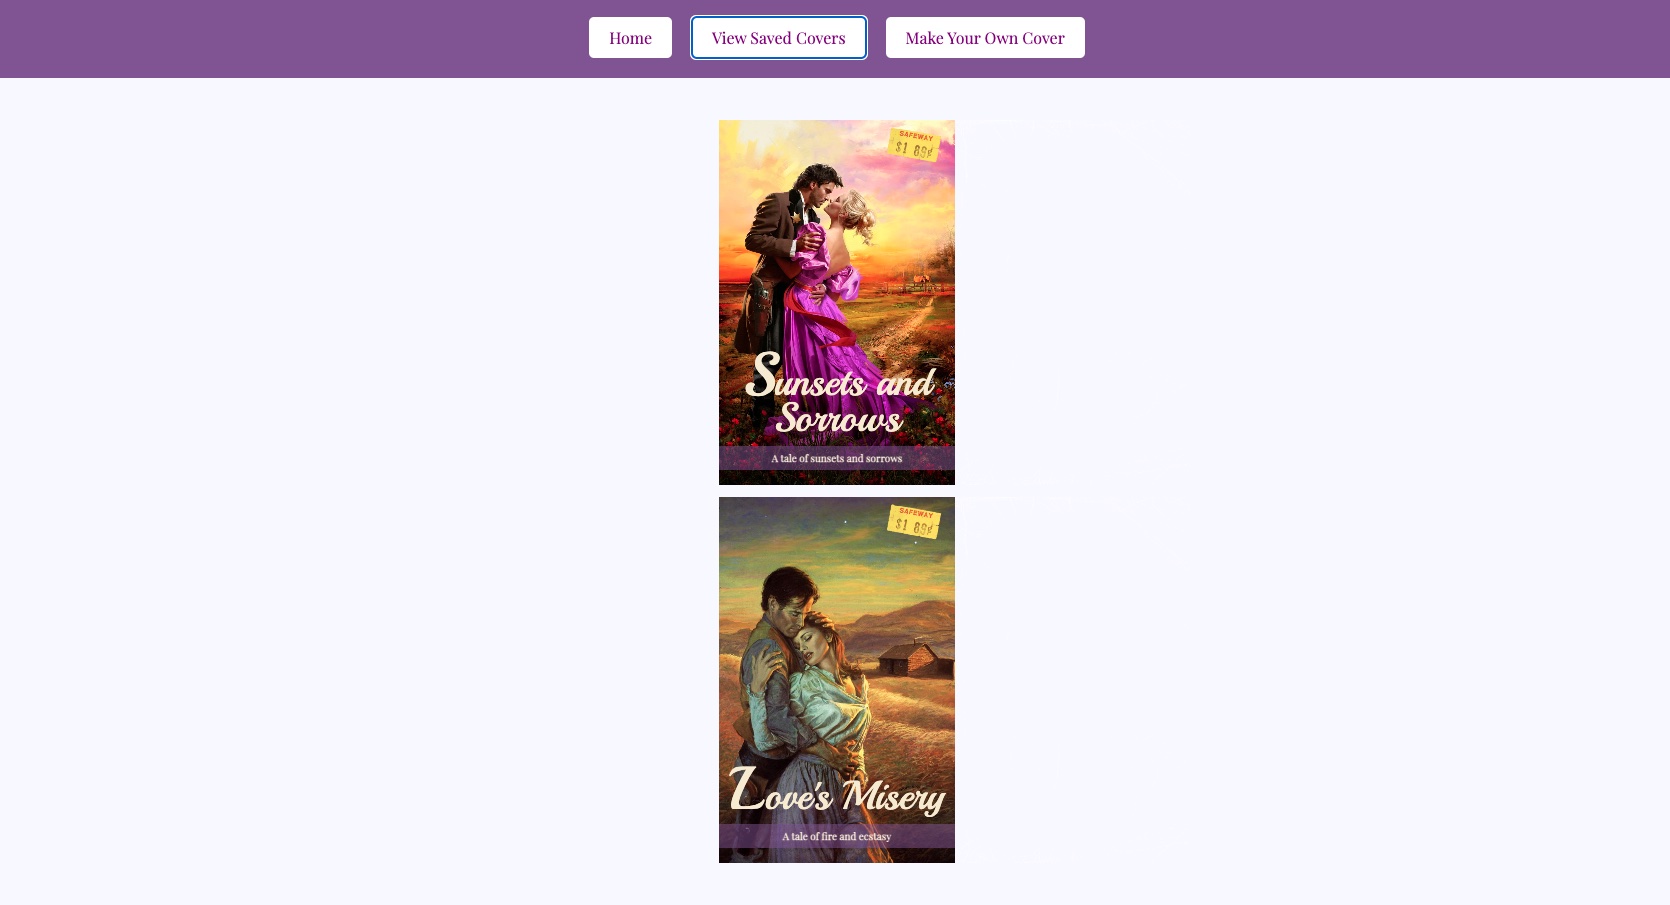 Home View Saved Covers Make Your Own Cover
SAFEWAY
$1 89¢
Sunsets and
Sorrows
A tale of sunsets and sorrows
SAFEWAY
$1 89¢
Love's Misery
A tale of fire and ecstasy